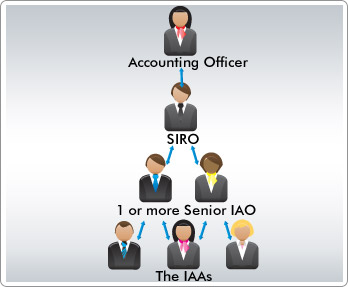 Accounting Officer
SIRO
1 or more Senior IAO
The IAAs